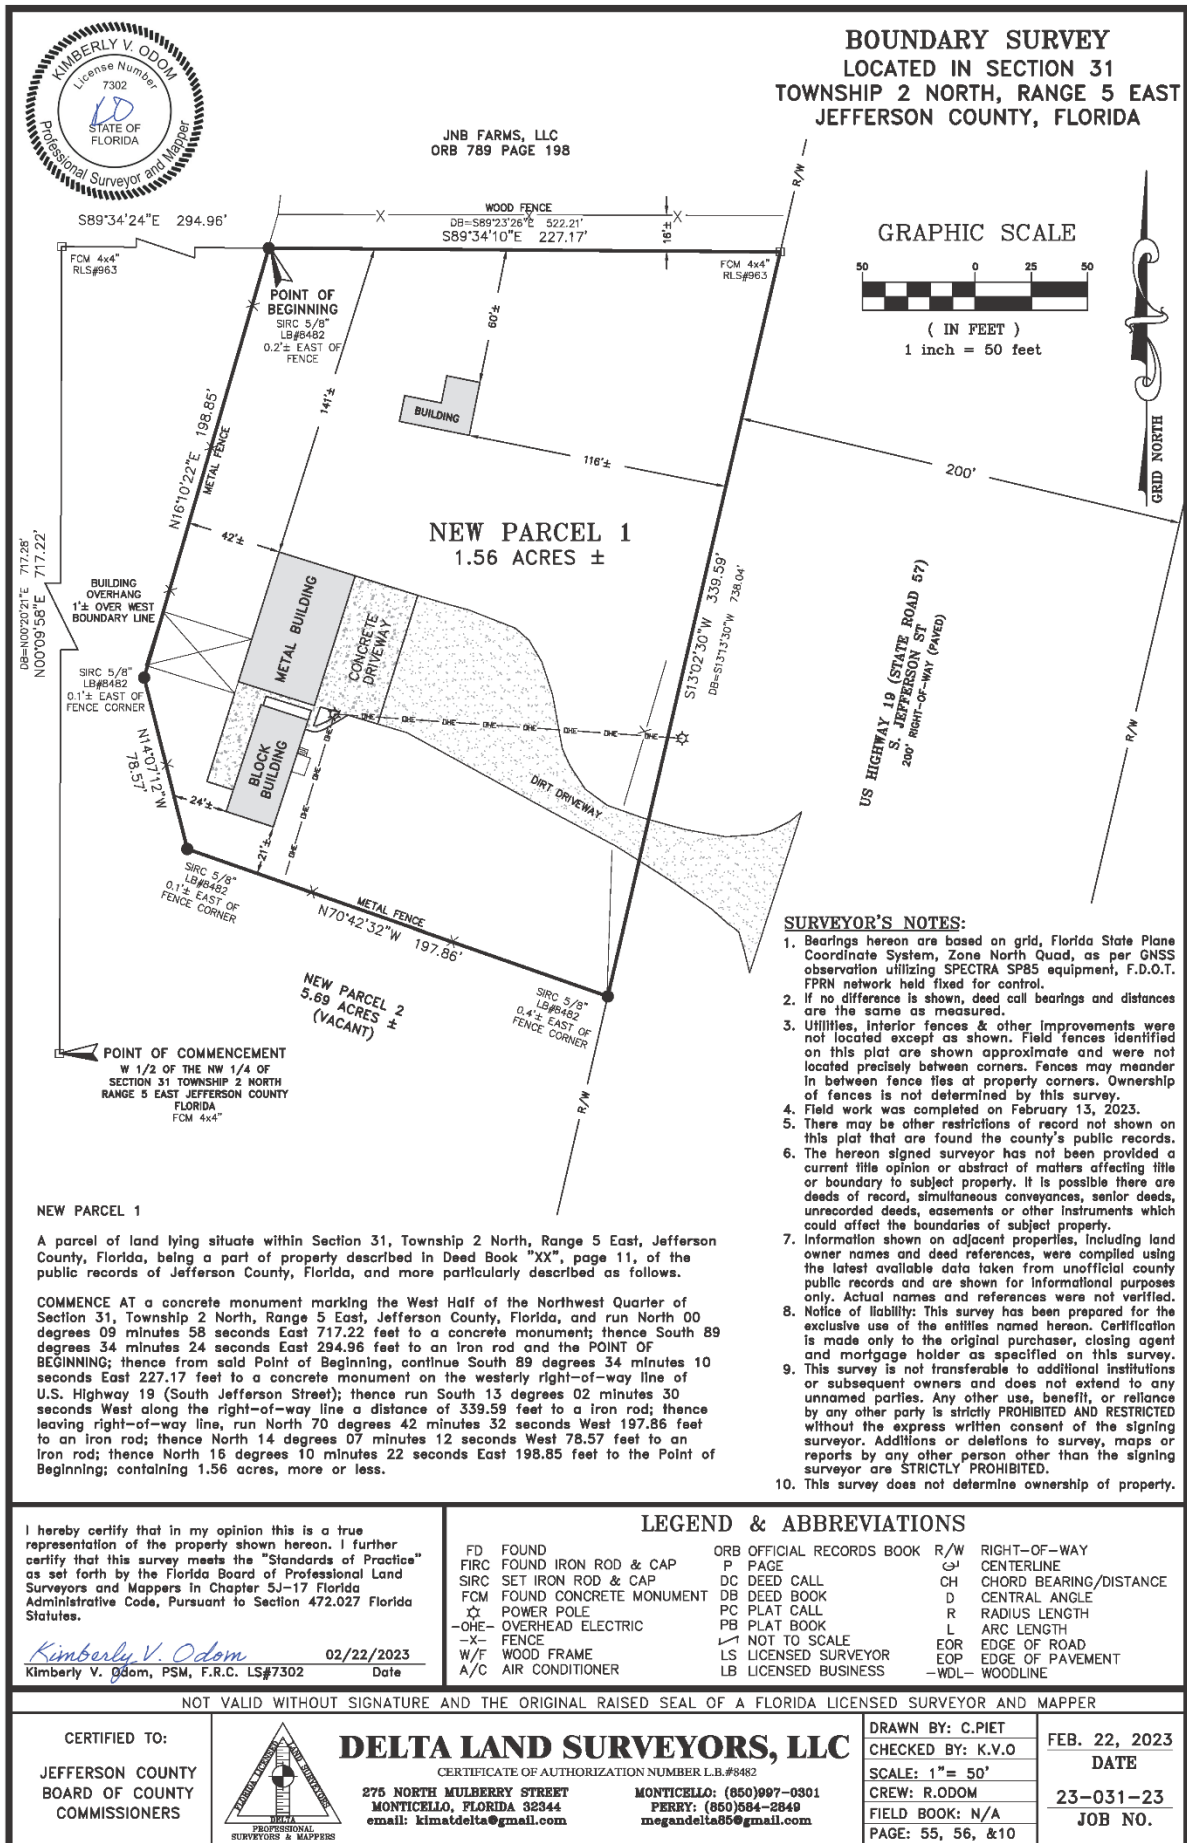 KIMBERLY V. ODOM
License Number
7302
STATE OF
FLORIDA
Professional Surveyor and Mapper
BOUNDARY SURVEY
LOCATED IN SECTION 31
TOWNSHIP 2 NORTH, RANGE 5 EAST
JEFFERSON COUNTY, FLORIDA
JNB FARMS, LLC
ORB 789 PAGE 198
R/W
WOOD FENCE
DB=S89°23'26"E 522.21'
S89°34'10"E 227.17'
16'±
S89°34'24"E 294.96'
FCM 4x4"
RLS#963
FCM 4x4"
RLS#963
GRAPHIC SCALE
50 0 25 50
( IN FEET )
1 inch = 50 feet
GRID NORTH
POINT OF
BEGINNING
SIRC 5/8"
LB#8482
0.2'± EAST OF
FENCE
60'±
141'±
BUILDING
116'±
200'
N16°10'22"E 198.85'
METAL FENCE
42'±
NEW PARCEL 1
1.56 ACRES ±
DB=N00°20'21"E 717.28'
N00°09'58"E 717.22'
BUILDING
OVERHANG
1'± OVER WEST
BOUNDARY LINE
METAL BUILDING
CONCRETE
DRIVEWAY
S13°02'30"W 339.59'
DB=S13°13'30"W 738.04'
US HIGHWAY 19 (STATE ROAD 57)
S. JEFFERSON ST
200' RIGHT-OF-WAY (PAVED)
R/W
SIRC 5/8"
LB#8482
0.1'± EAST OF
FENCE CORNER
OHE OHE OHE OHE OHE OHE OHE
OHE OHE OHE
N14°07'12"W
78.57'
BLOCK
BUILDING
DIRT DRIVEWAY
24'±
21'±
SIRC 5/8"
LB#8482
0.1'± EAST OF
FENCE CORNER
METAL FENCE
N70°42'32"W 197.86'
NEW PARCEL 2
5.69 ACRES ±
(VACANT)
SIRC 5/8"
LB#8482
0.4'± EAST OF
FENCE CORNER
R/W
POINT OF COMMENCEMENT
W 1/2 OF THE NW 1/4 OF
SECTION 31 TOWNSHIP 2 NORTH
RANGE 5 EAST JEFFERSON COUNTY
FLORIDA
FCM 4x4"
SURVEYOR'S NOTES:
1. Bearings hereon are based on grid, Florida State Plane
Coordinate System, Zone North Quad, as per GNSS
observation utilizing SPECTRA SP85 equipment, F.D.O.T.
FPRN network held fixed for control.
2. If no difference is shown, deed call bearings and distances
are the same as measured.
3. Utilities, interior fences & other improvements were
not located except as shown. Field fences identified
on this plat are shown approximate and were not
located precisely between corners. Fences may meander
in between fence ties at property corners. Ownership
of fences is not determined by this survey.
4. Field work was completed on February 13, 2023.
5. There may be other restrictions of record not shown on
this plat that are found the county's public records.
6. The hereon signed surveyor has not been provided a
current title opinion or abstract of matters affecting title
or boundary to subject property. It is possible there are
deeds of record, simultaneous conveyances, senior deeds,
unrecorded deeds, easements or other instruments which
could affect the boundaries of subject property.
7. Information shown on adjacent properties, including land
owner names and deed references, were compiled using
the latest available data taken from unofficial county
public records and are shown for informational purposes
only. Actual names and references were not verified.
8. Notice of liability: This survey has been prepared for the
exclusive use of the entities named hereon. Certification
is made only to the original purchaser, closing agent
and mortgage holder as specified on this survey.
9. This survey is not transferable to additional institutions
or subsequent owners and does not extend to any
unnamed parties. Any other use, benefit, or reliance
by any other party is strictly PROHIBITED AND RESTRICTED
without the express written consent of the signing
surveyor. Additions or deletions to survey, maps or
reports by any other person other than the signing
surveyor are STRICTLY PROHIBITED.
10. This survey does not determine ownership of property.
NEW PARCEL 1
A parcel of land lying situate within Section 31, Township 2 North, Range 5 East, Jefferson
County, Florida, being a part of property described in Deed Book "XX", page 11, of the
public records of Jefferson County, Florida, and more particularly described as follows.
COMMENCE AT a concrete monument marking the West Half of the Northwest Quarter of
Section 31, Township 2 North, Range 5 East, Jefferson County, Florida, and run North 00
degrees 09 minutes 58 seconds East 717.22 feet to a concrete monument; thence South 89
degrees 34 minutes 24 seconds East 294.96 feet to an iron rod and the POINT OF
BEGINNING; thence from said Point of Beginning, continue South 89 degrees 34 minutes 10
seconds East 227.17 feet to a concrete monument on the westerly right-of-way line of
U.S. Highway 19 (South Jefferson Street); thence run South 13 degrees 02 minutes 30
seconds West along the right-of-way line a distance of 339.59 feet to a iron rod; thence
leaving right-of-way line, run North 70 degrees 42 minutes 32 seconds West 197.86 feet
to an iron rod; thence North 14 degrees 07 minutes 12 seconds West 78.57 feet to an
iron rod; thence North 16 degrees 10 minutes 22 seconds East 198.85 feet to the Point of
Beginning; containing 1.56 acres, more or less.
I hereby certify that in my opinion this is a true
representation of the property shown hereon. I further
certify that this survey meets the "Standards of Practice"
as set forth by the Florida Board of Professional Land
Surveyors and Mappers in Chapter 5J-17 Florida
Administrative Code, Pursuant to Section 472.027 Florida
Statutes.
Kimberly V. Odom 02/22/2023
Kimberly V. Odom, PSM, F.R.C. LS#7302 Date
LEGEND & ABBREVIATIONS
FD FOUND
FIRC FOUND IRON ROD & CAP
SIRC SET IRON ROD & CAP
FCM FOUND CONCRETE MONUMENT
POWER POLE
-OHE- OVERHEAD ELECTRIC
-X- FENCE
W/F WOOD FRAME
A/C AIR CONDITIONER
ORB OFFICIAL RECORDS BOOK
P PAGE
DC DEED CALL
DB DEED BOOK
PC PLAT CALL
PB PLAT BOOK
NOT TO SCALE
LS LICENSED SURVEYOR
LB LICENSED BUSINESS
R/W RIGHT-OF-WAY
CENTERLINE
CH CHORD BEARING/DISTANCE
D CENTRAL ANGLE
R RADIUS LENGTH
L ARC LENGTH
EOR EDGE OF ROAD
EOP EDGE OF PAVEMENT
-WDL- WOODLINE
NOT VALID WITHOUT SIGNATURE AND THE ORIGINAL RAISED SEAL OF A FLORIDA LICENSED SURVEYOR AND MAPPER
CERTIFIED TO:
JEFFERSON COUNTY
BOARD OF COUNTY
COMMISSIONERS
FLORIDA LICENSED
LAND SURVEYORS
DELTA
PROFESSIONAL
SURVEYORS & MAPPERS
DELTA LAND SURVEYORS, LLC
CERTIFICATE OF AUTHORIZATION NUMBER L.B.#8482
275 NORTH MULBERRY STREET
MONTICELLO, FLORIDA 32344
email: kimatdelta@gmail.com
MONTICELLO: (850)997-0301
PERRY: (850)584-2849
megandelta85@gmail.com
DRAWN BY: C.PIET
CHECKED BY: K.V.O
SCALE: 1"= 50'
CREW: R.ODOM
FIELD BOOK: N/A
PAGE: 55, 56, &10
FEB. 22, 2023
DATE
23-031-23
JOB NO.